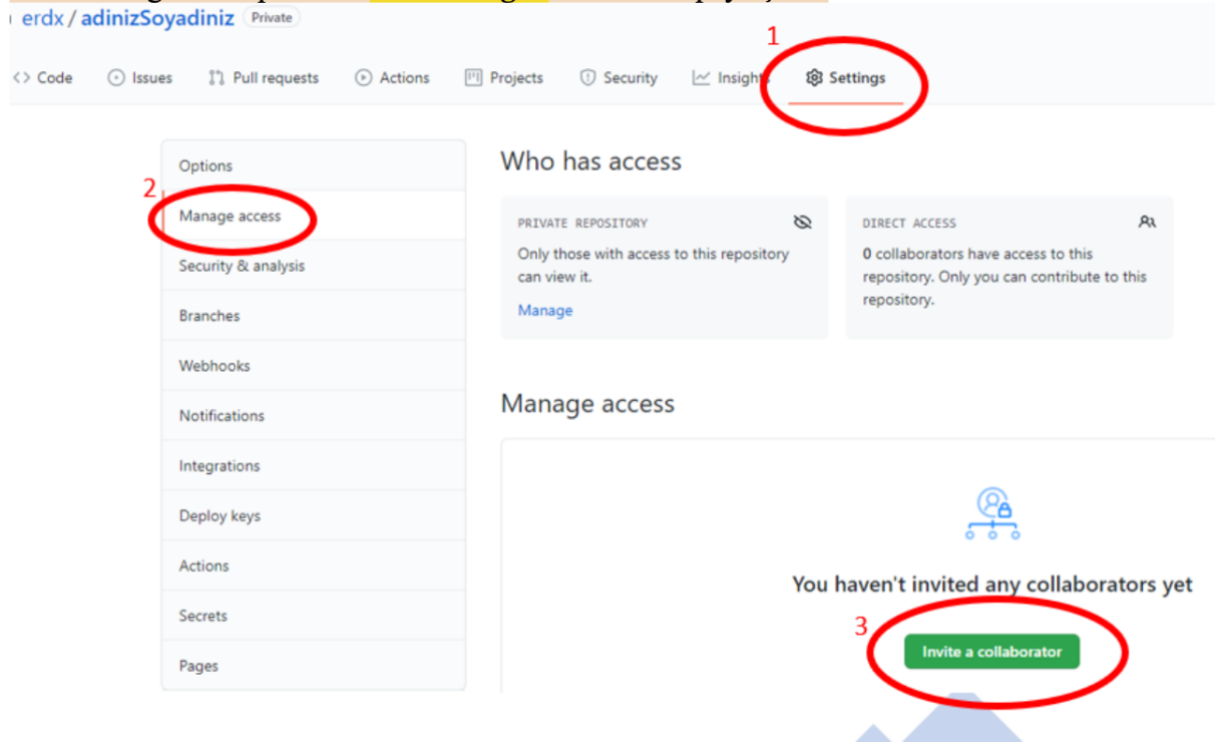 erdx / adinizSoyadiniz Private
1
Code Issues Pull requests Actions Projects Security Insights Settings
Options
2
Manage access
Security & analysis
Branches
Webhooks
Notifications
Integrations
Deploy keys
Actions
Secrets
Pages
Who has access
PRIVATE REPOSITORY
Only those with access to this repository
can view it.
Manage
DIRECT ACCESS
0 collaborators have access to this
repository. Only you can contribute to this
repository.
Manage access
You haven't invited any collaborators yet
3
Invite a collaborator